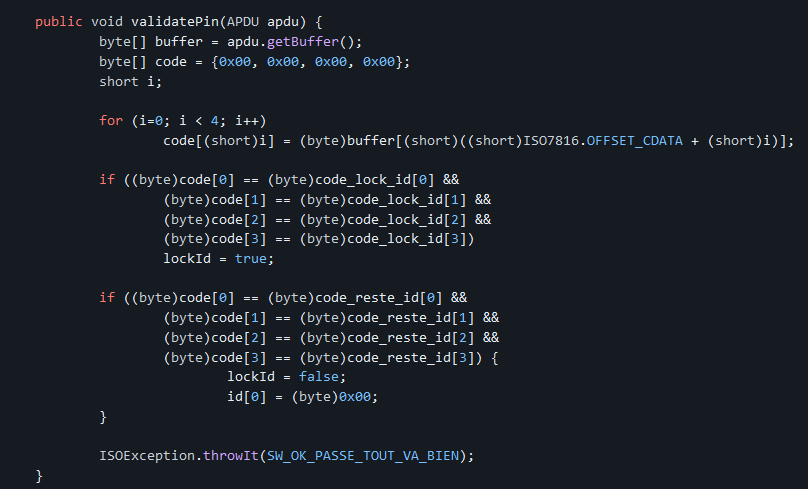 public void validatePin(APDU apdu) {
byte[] buffer = apdu.getBuffer();
byte[] code = {0x00, 0x00, 0x00, 0x00};
short i;
for (i=0; i < 4; i++)
code[(short)i] = (byte)buffer[(short)((short)ISO7816.OFFSET_CDATA + (short)i)];
if ((byte)code[0] == (byte)code_lock_id[0] &&
(byte)code[1] == (byte)code_lock_id[1] &&
(byte)code[2] == (byte)code_lock_id[2] &&
(byte)code[3] == (byte)code_lock_id[3])
lockId = true;
if ((byte)code[0] == (byte)code_reste_id[0] &&
(byte)code[1] == (byte)code_reste_id[1] &&
(byte)code[2] == (byte)code_reste_id[2] &&
(byte)code[3] == (byte)code_reste_id[3]) {
lockId = false;
id[0] = (byte)0x00;
}
ISOException.throwIt(SW_OK_PASSE_TOUT_VA_BIEN);
}